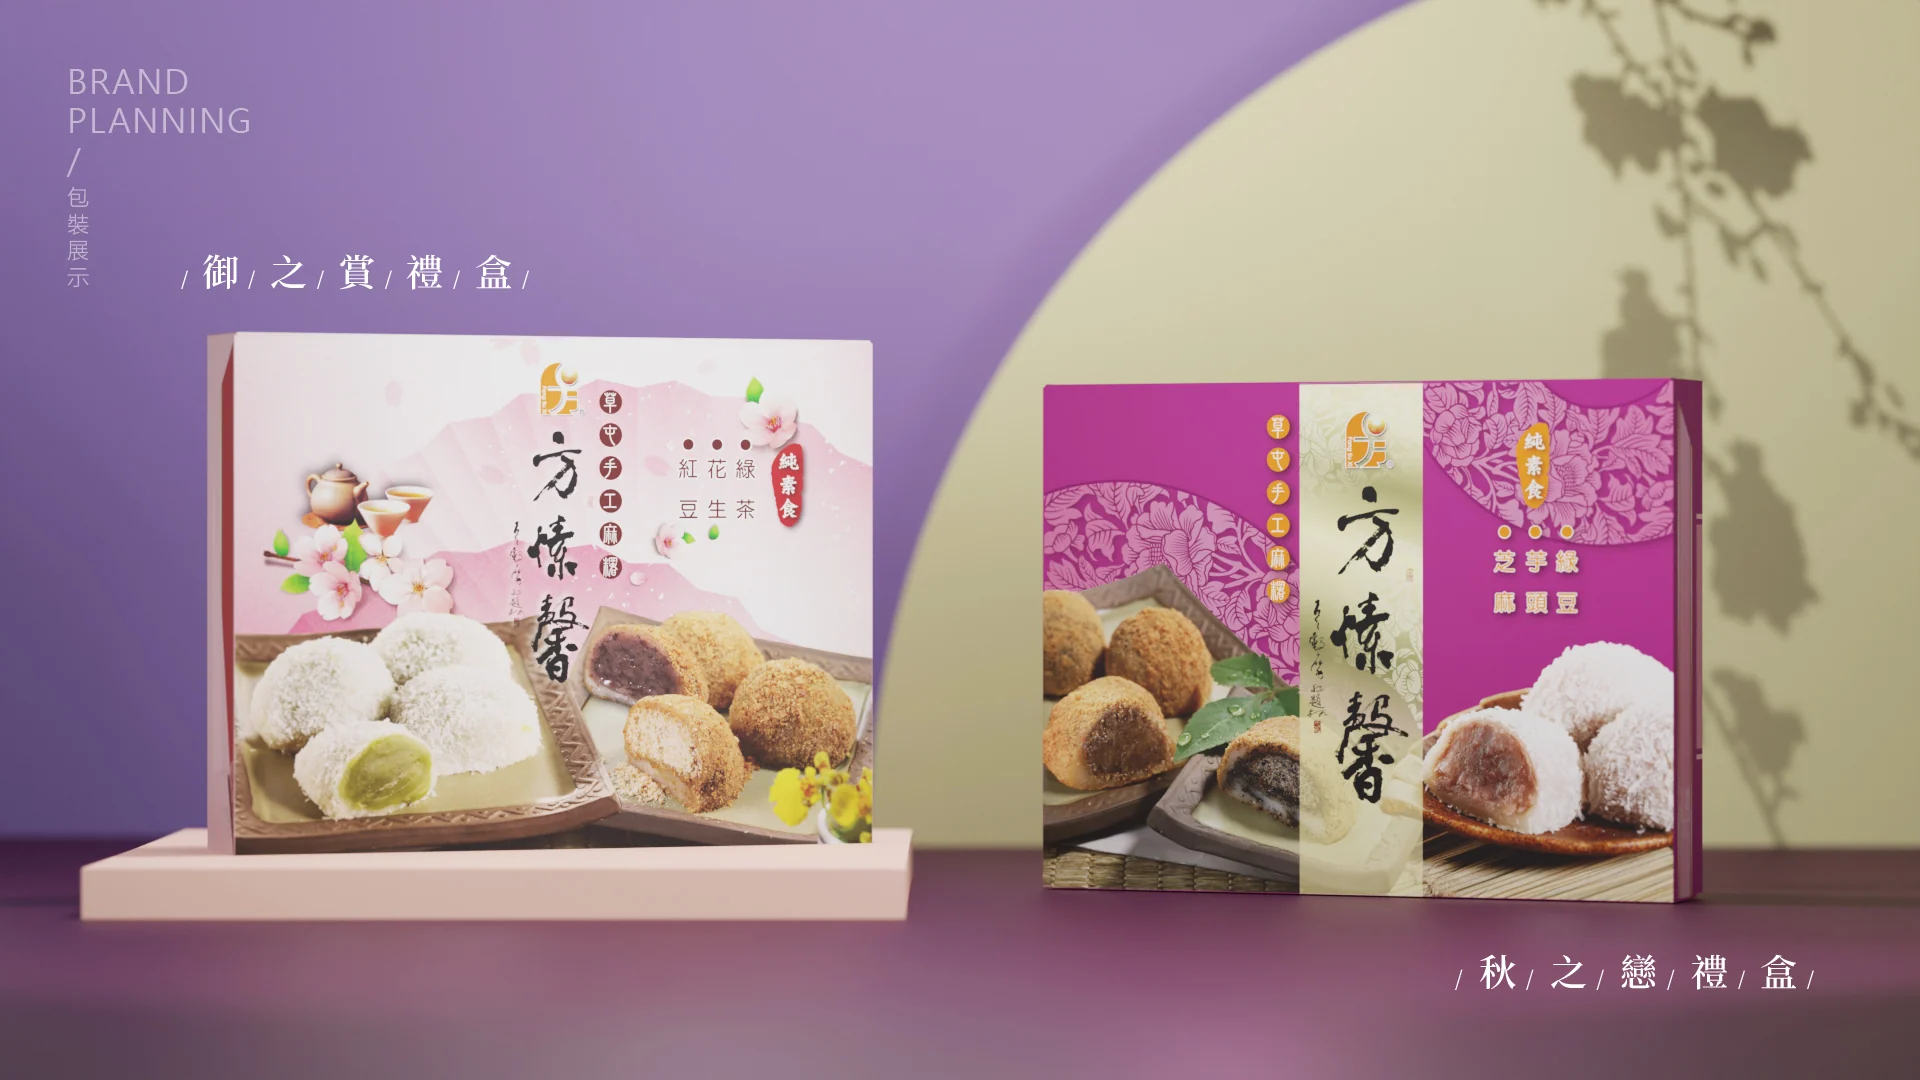 BRAND
PLANNING
/
包裝展示
/ 御 / 之 / 賞 / 禮 / 盒 /
草屯手工麻糬
方愫馨
綠茶
花生
紅豆
純素食
草屯手工麻糬
方愫馨
純素食
綠豆
芋頭
芝麻
/ 秋 / 之 / 戀 / 禮 / 盒 /